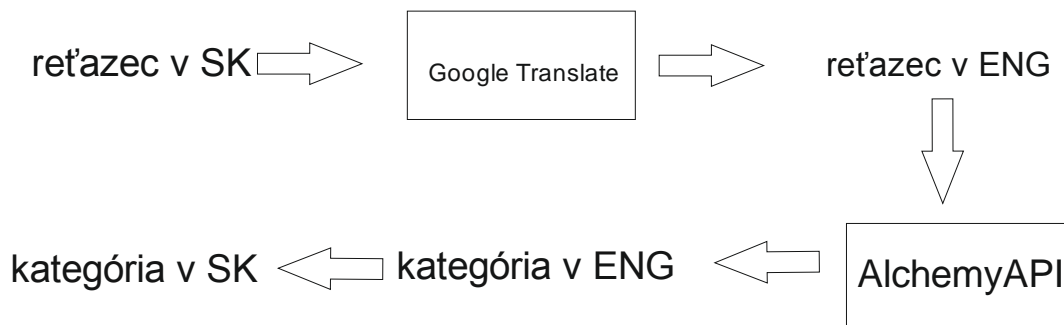 reťazec v SK
Google Translate
reťazec v ENG
AlchemyAPI
kategória v ENG
kategória v SK